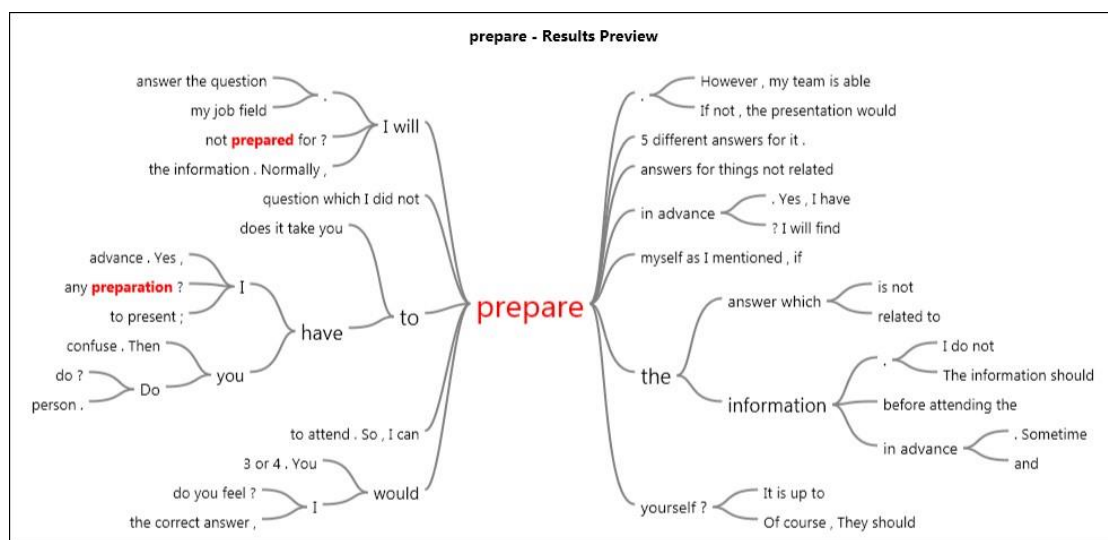 prepare - Results Preview
answer the question
my job field
.
not prepared for ?
the information . Normally ,
I will
question which I did not
does it take you
advance . Yes ,
any preparation ?
to present ;
I
have
to
confuse . Then
do ?
person .
Do
you
to attend . So , I can
3 or 4 . You
do you feel ?
the correct answer ,
I
would
prepare
.
However , my team is able
If not , the presentation would
5 different answers for it .
answers for things not related
in advance
. Yes , I have
? I will find
myself as I mentioned , if
the
answer which
is not
related to
information
.
I do not
The information should
before attending the
in advance
. Sometime
and
yourself ?
It is up to
Of course , They should